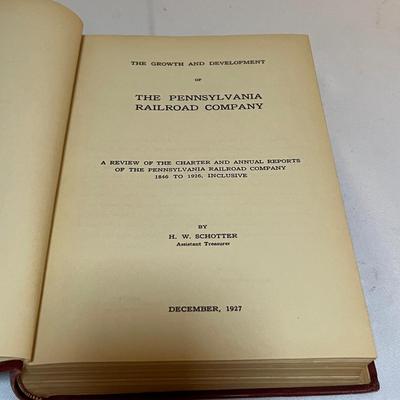 THE GROWTH AND DEVELOPMENT
OF
THE PENNSYLVANIA
RAILROAD COMPANY
A REVIEW OF THE CHARTER AND ANNUAL REPORTS
OF THE PENNSYLVANIA RAILROAD COMPANY
1846 TO 1926, INCLUSIVE
BY
H. W. SCHOTTER
Assistant Treasurer
DECEMBER, 1927